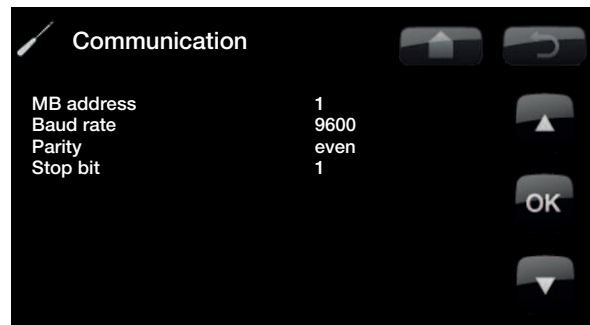 Communication
MB address 1
Baud rate 9600
Parity even
Stop bit 1
OK